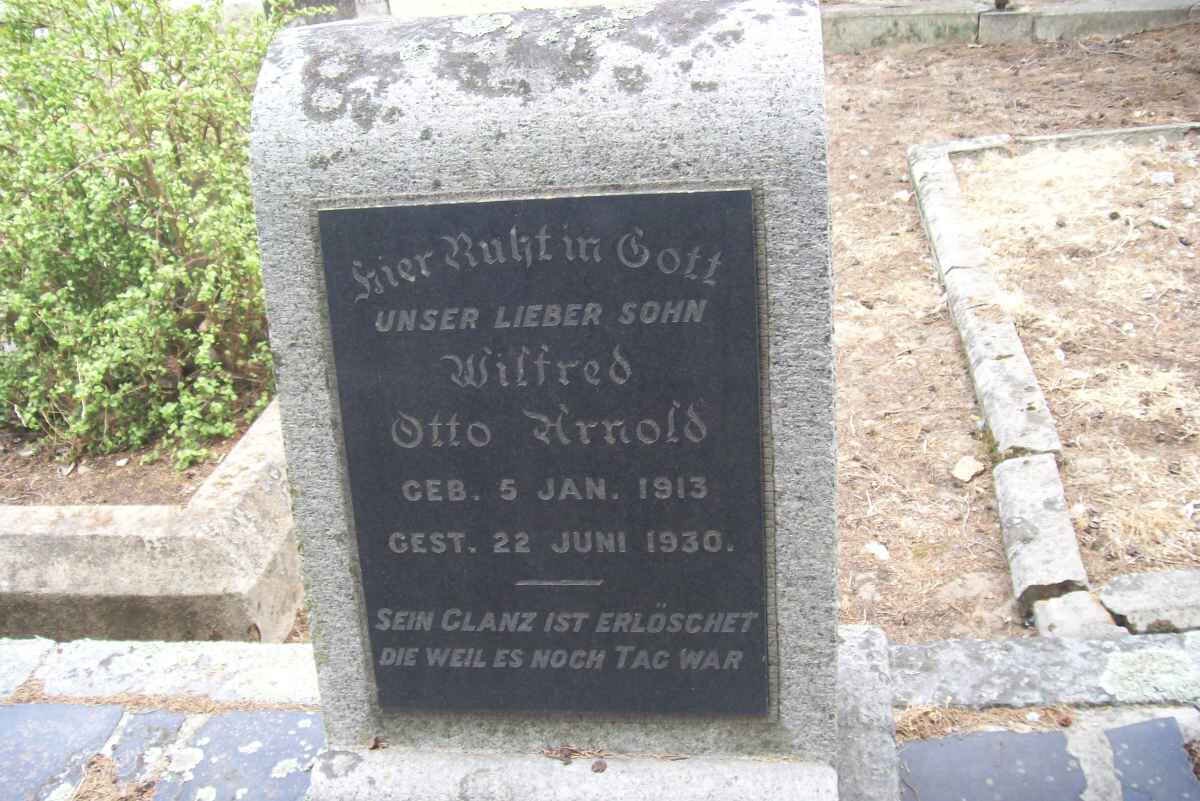 Hier Ruht in Gott
UNSER LIEBER SOHN
Wilfred
Otto Arnold
GEB. 5 JAN. 1913
GEST. 22 JUNI 1930.
SEIN GLANZ IST ERLÖSCHET
DIE WEIL ES NOCH TAG WAR